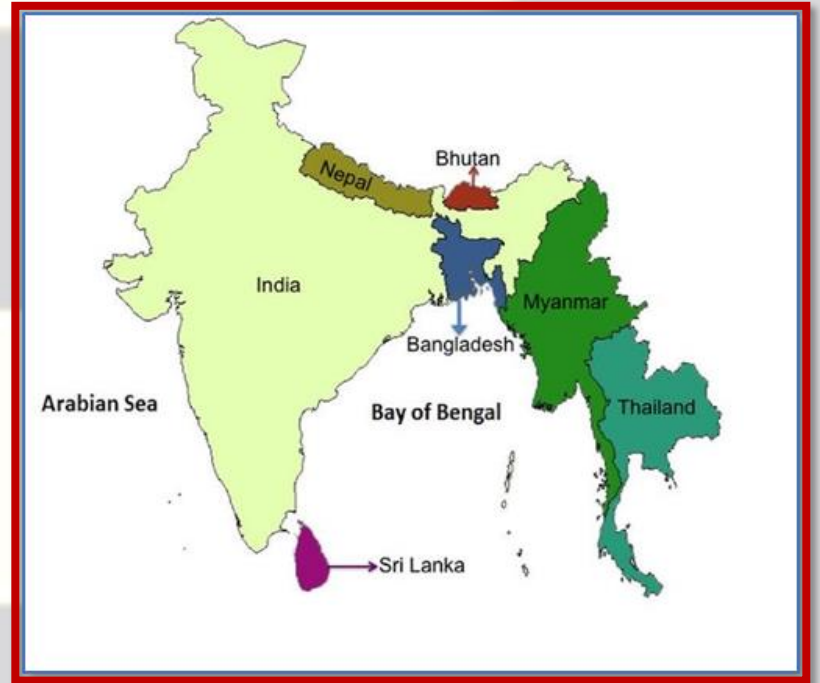 Bhutan
Nepal
India
Myanmar
Bangladesh
Arabian Sea
Bay of Bengal
Thailand
Sri Lanka